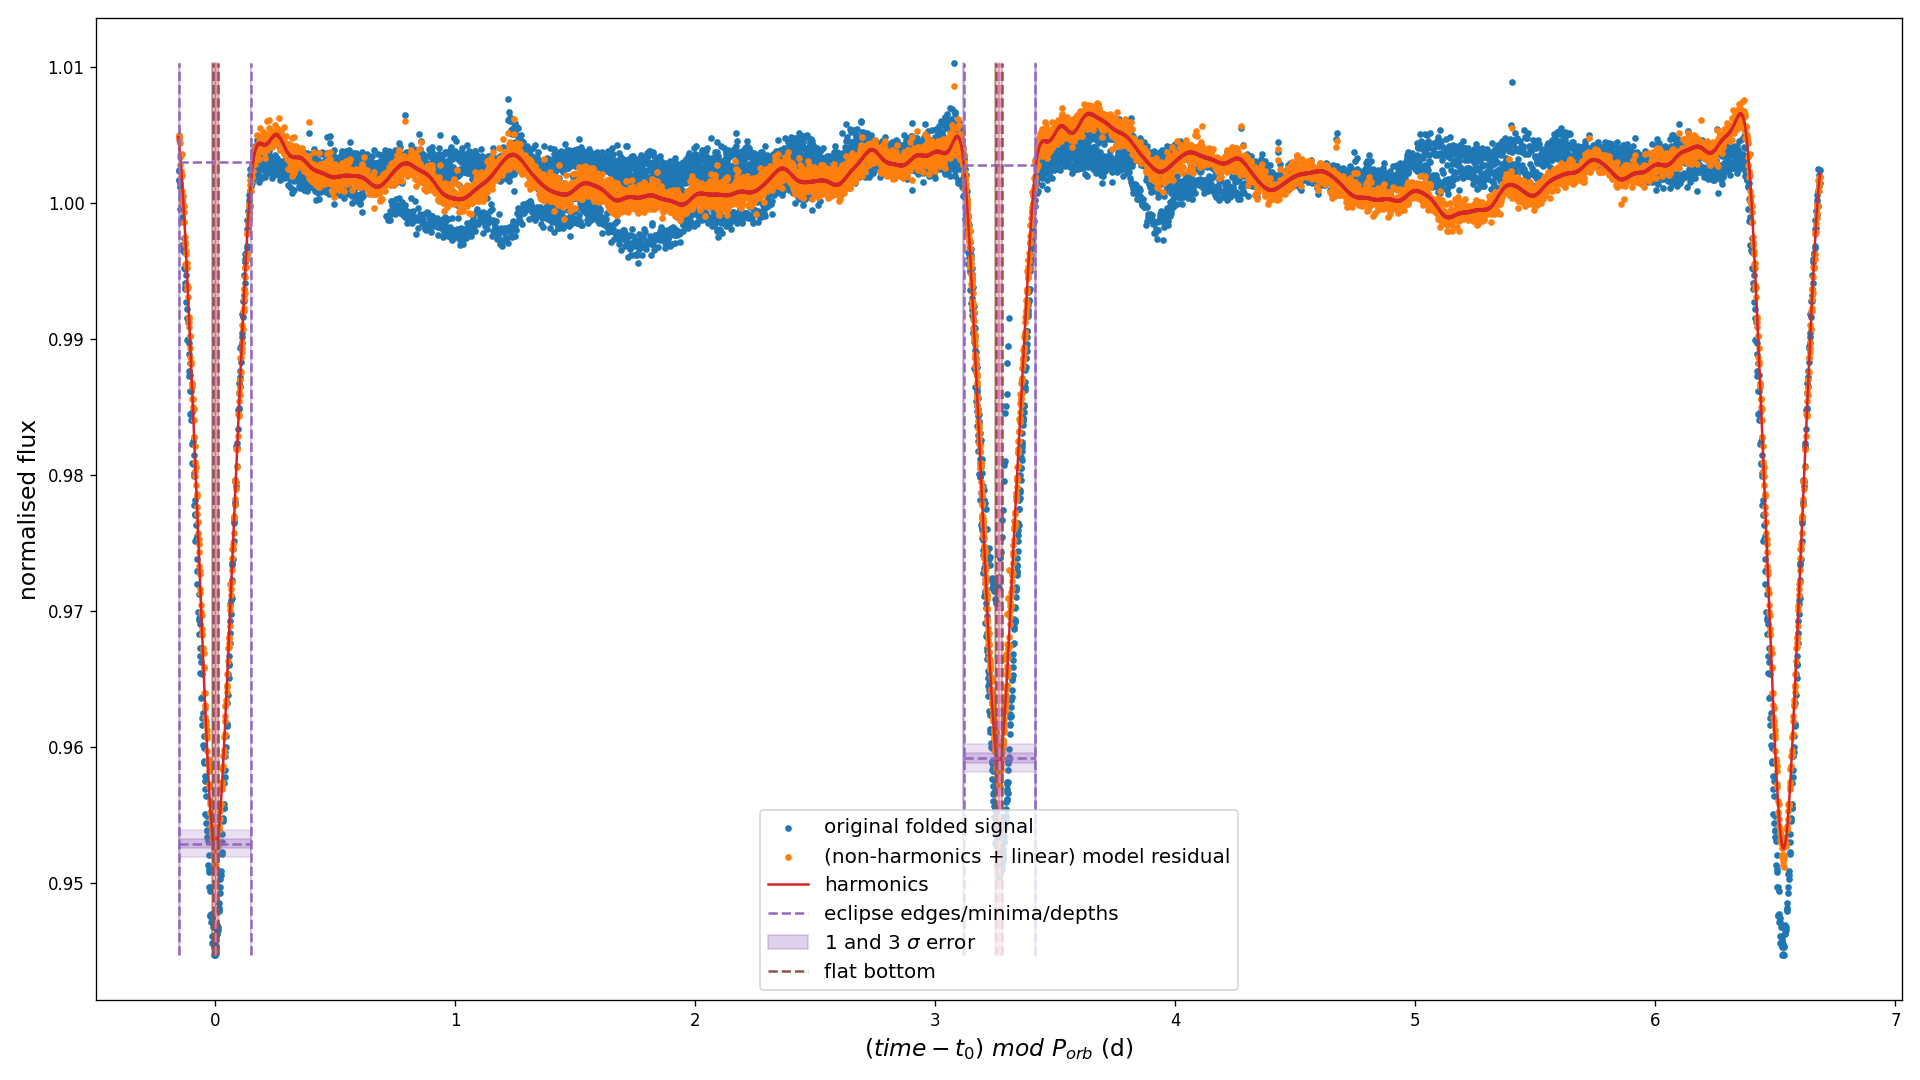 1.01
1.00
0.99
0.98
0.97
0.96
0.95
normalised flux
original folded signal
(non-harmonics + linear) model residual
harmonics
eclipse edges/minima/depths
1 and 3 σ error
flat bottom
0 1 2 3 4 5 6 7
(time − t₀) mod P_orb (d)